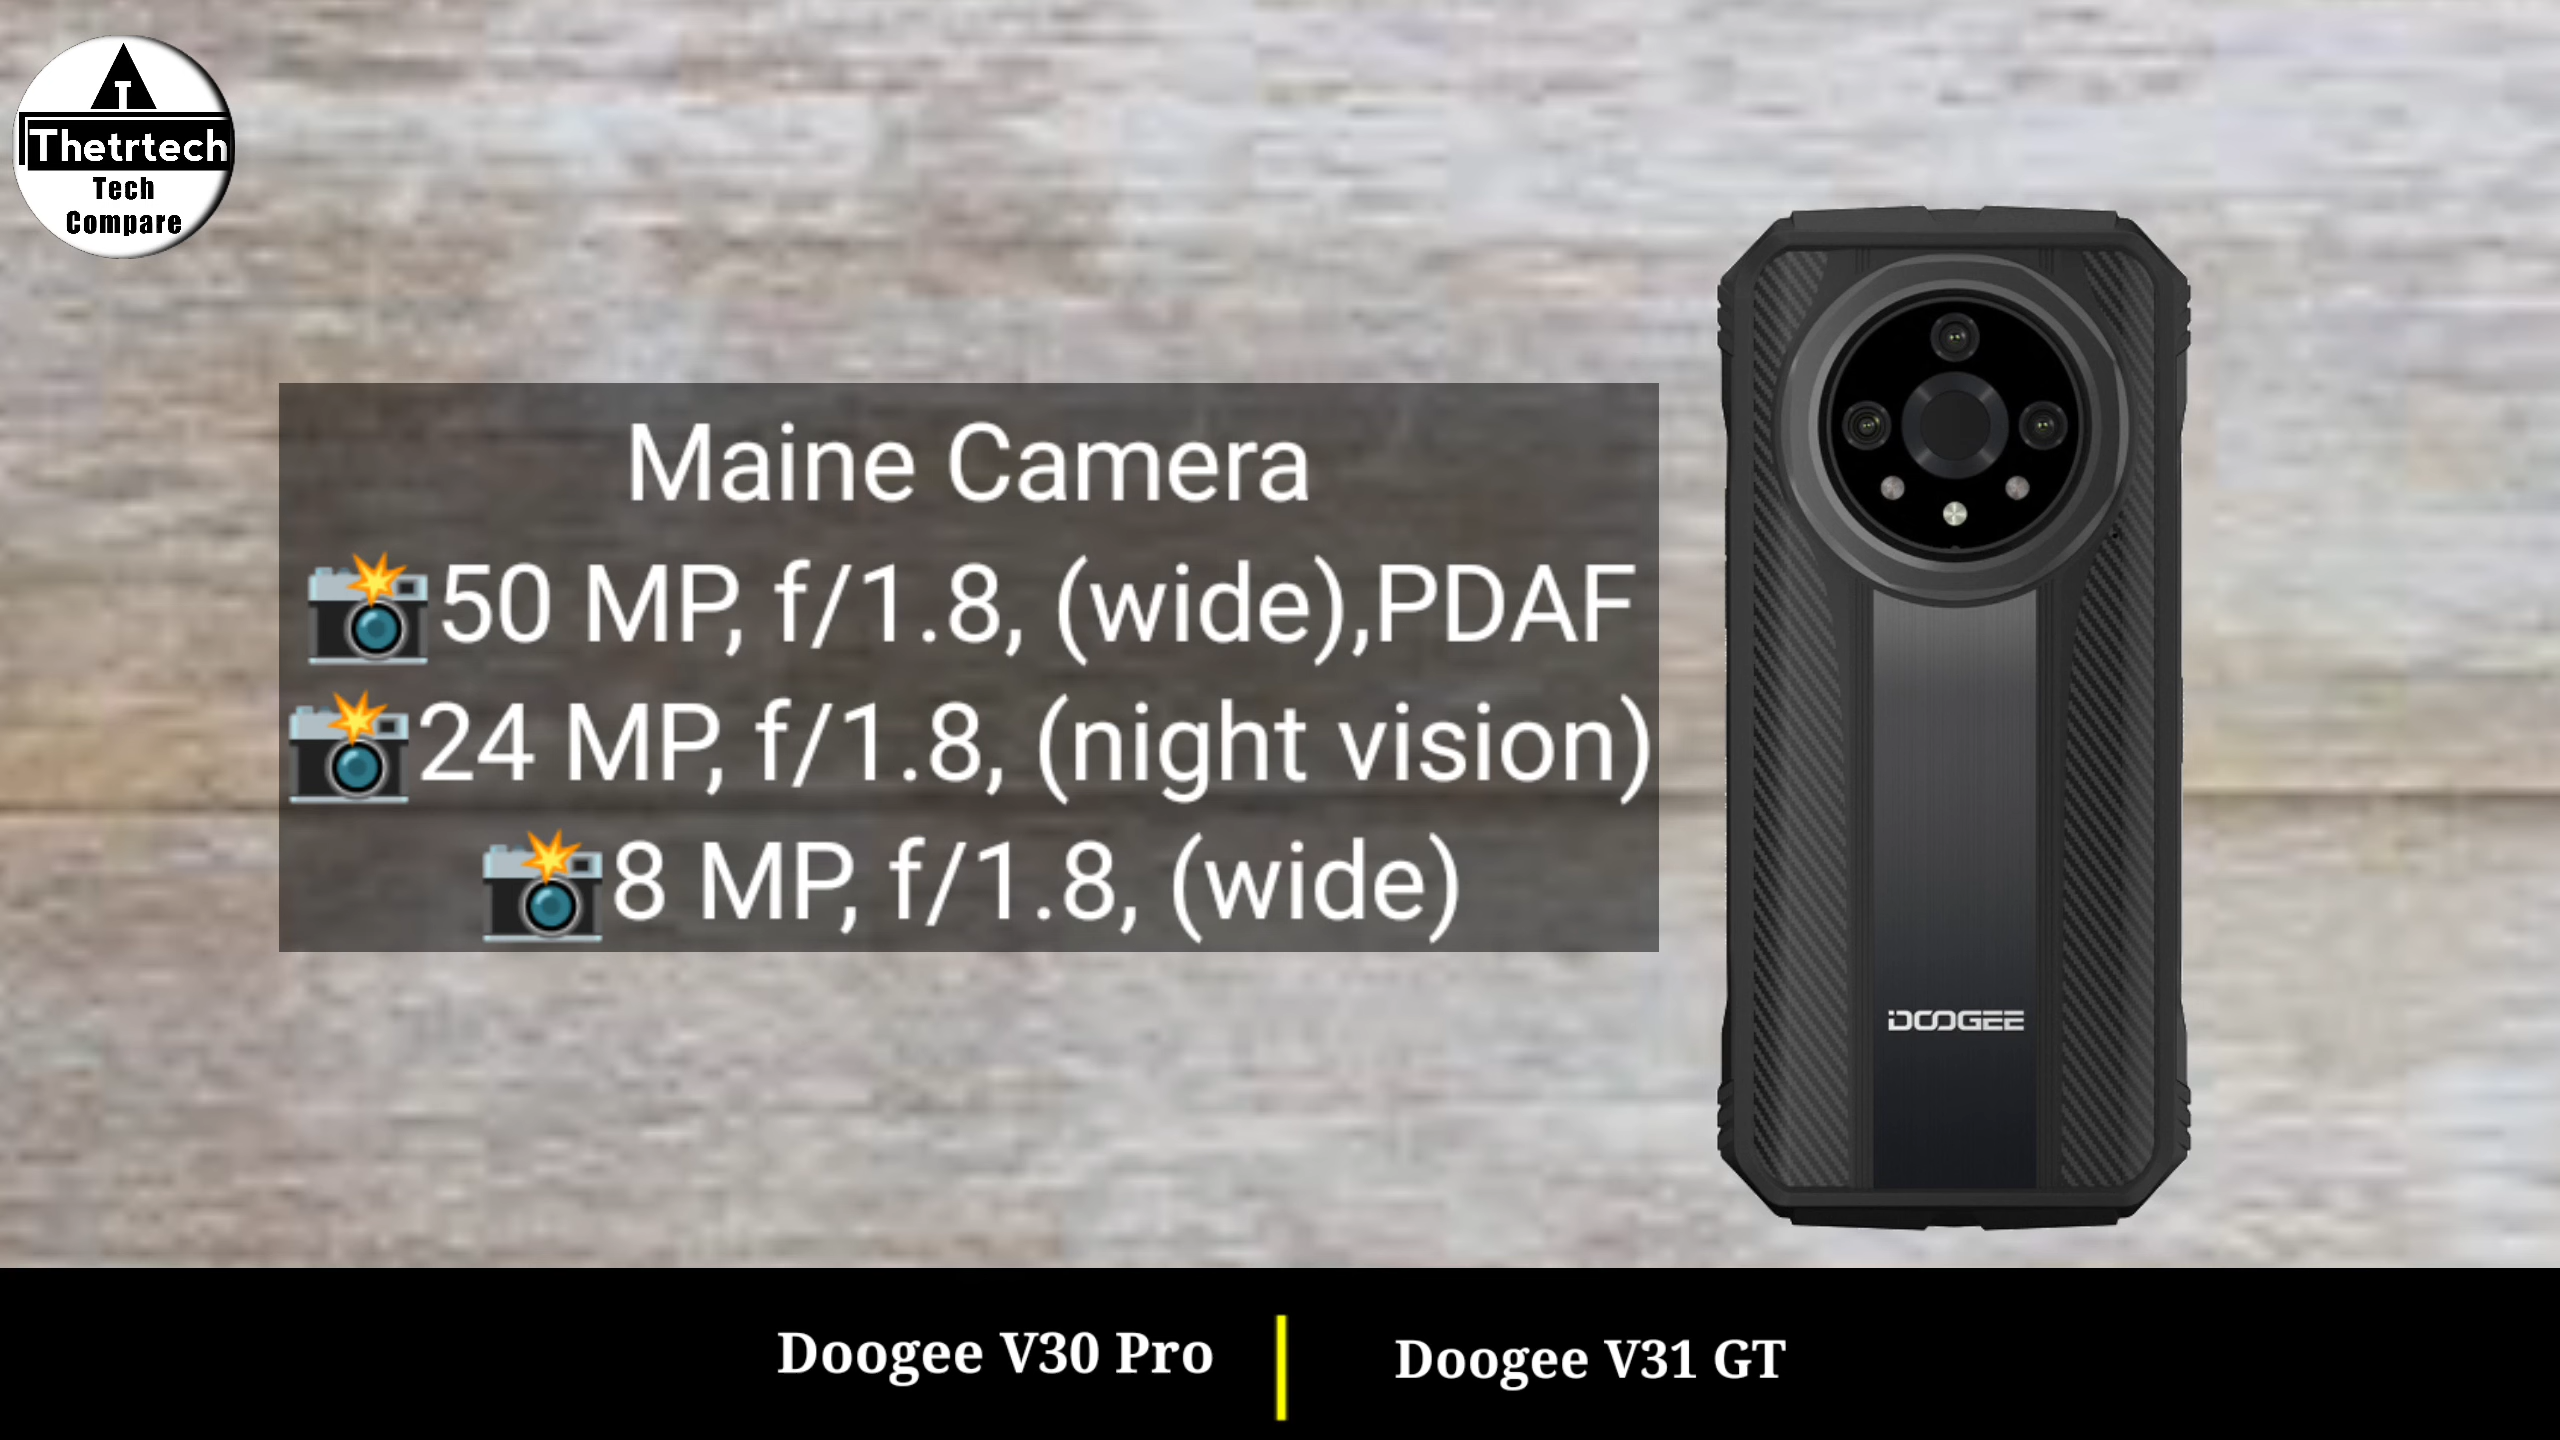 T
Thetrtech
Tech
Compare
Maine Camera
📸50 MP, f/1.8, (wide),PDAF
📸24 MP, f/1.8, (night vision)
📸8 MP, f/1.8, (wide)
DOOGEE
Doogee V30 Pro
Doogee V31 GT